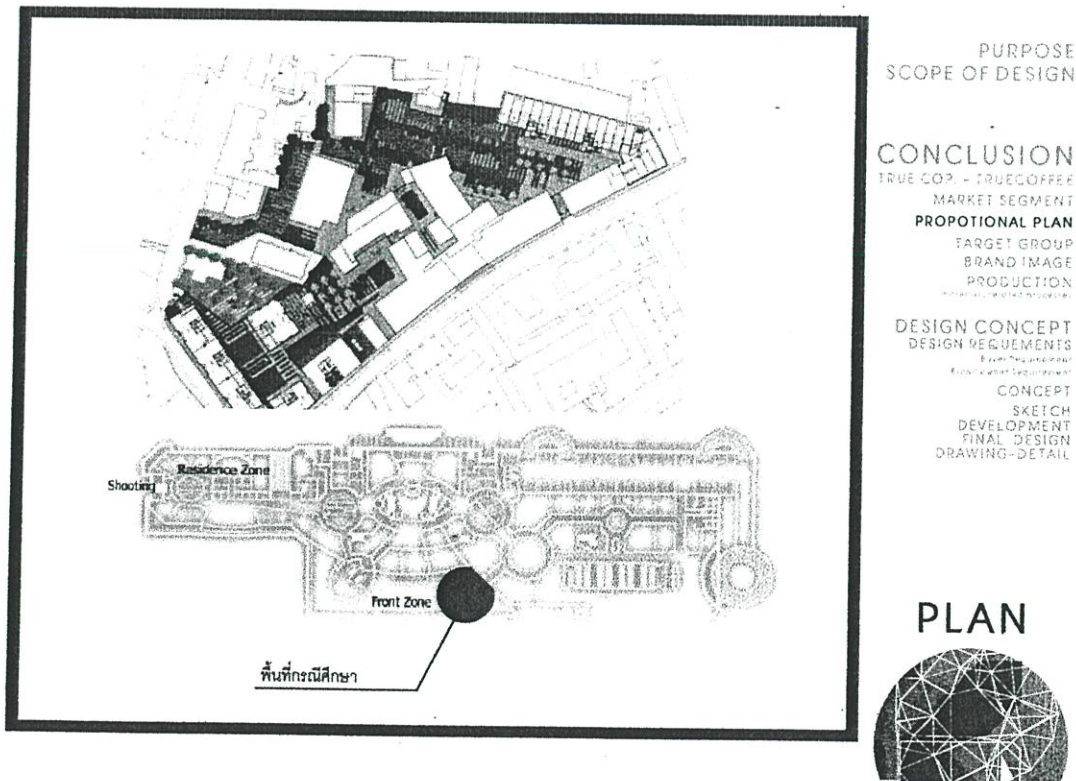 PURPOSE
SCOPE OF DESIGN
CONCLUSION
TRUE COP. - TRUECOFFEE
MARKET SEGMENT
PROPOTIONAL PLAN
TARGET GROUP
BRAND IMAGE
PRODUCTION
DESIGN CONCEPT
DESIGN REQUEMENTS
CONCEPT
SKETCH
DEVELOPMENT
FINAL DESIGN
DRAWING-DETAIL
Residence Zone
Shooting
Front Zone
พื้นที่กรณีศึกษา
PLAN